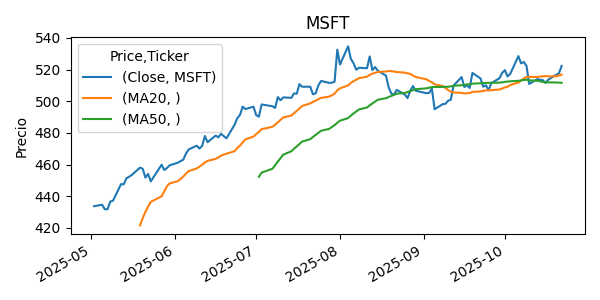 MSFT
Price,Ticker
(Close, MSFT)
(MA20, )
(MA50, )
Precio
540
520
500
480
460
440
420
2025-05
2025-06
2025-07
2025-08
2025-09
2025-10